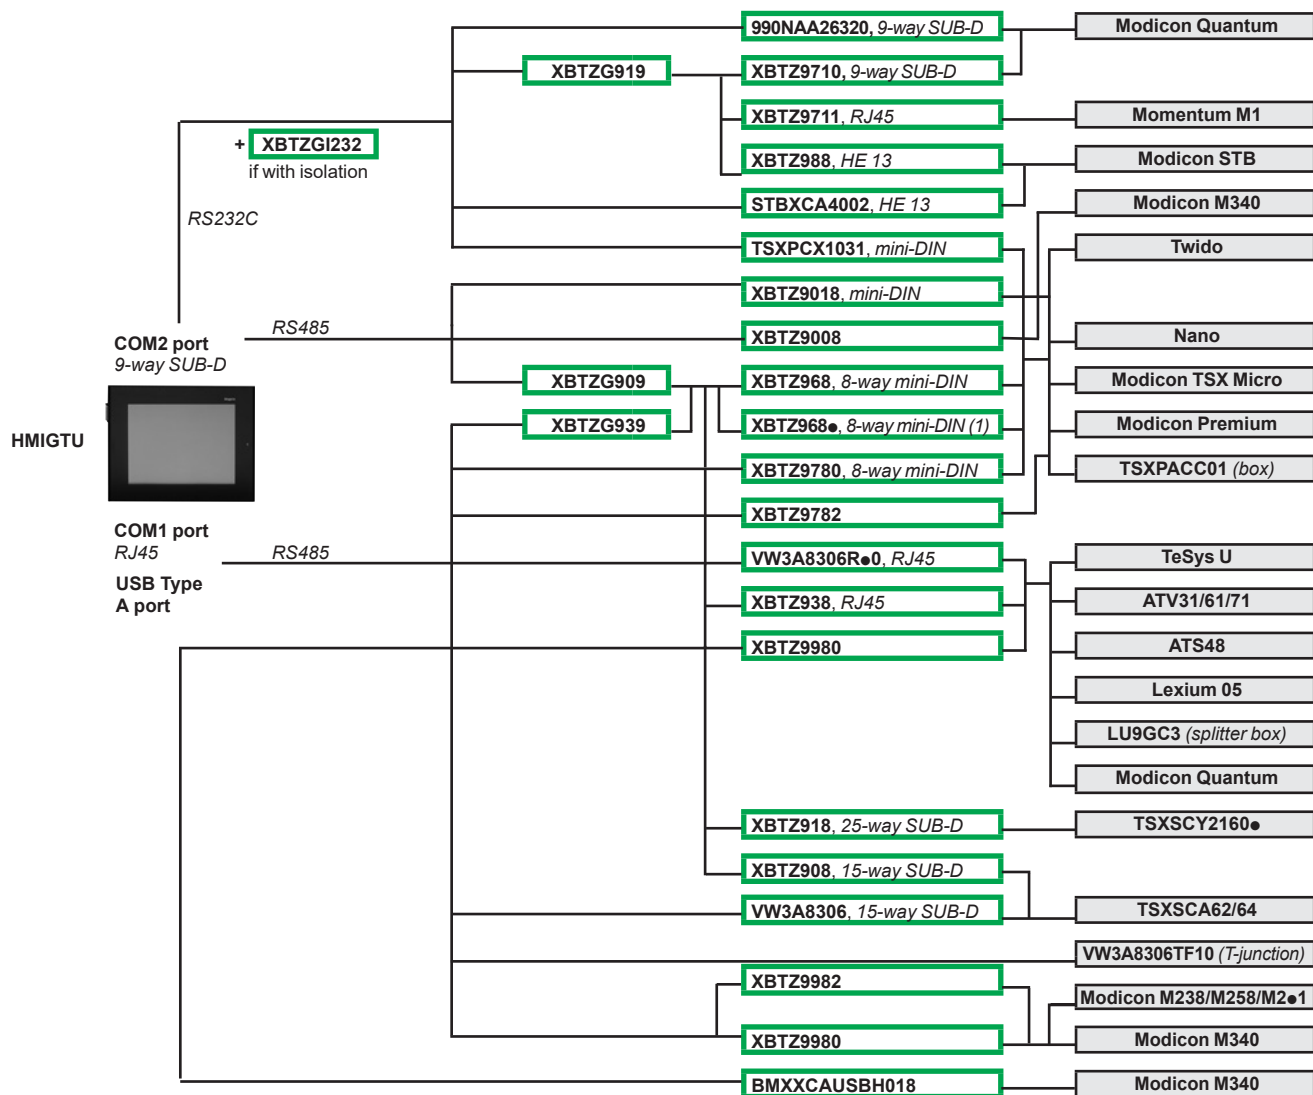 990NAA26320, 9-way SUB-D
Modicon Quantum
XBTZG919
XBTZ9710, 9-way SUB-D
XBTZ9711, RJ45
Momentum M1
+ XBTZGI232
if with isolation
XBTZ988, HE 13
Modicon STB
STBXCA4002, HE 13
Modicon M340
RS232C
TSXPCX1031, mini-DIN
Twido
XBTZ9018, mini-DIN
RS485
XBTZ9008
Nano
COM2 port
9-way SUB-D
XBTZG909
XBTZ968, 8-way mini-DIN
Modicon TSX Micro
XBTZG939
XBTZ968●, 8-way mini-DIN (1)
Modicon Premium
HMIGTU
XBTZ9780, 8-way mini-DIN
TSXPACC01 (box)
XBTZ9782
COM1 port
RJ45
RS485
VW3A8306R●0, RJ45
TeSys U
USB Type
A port
XBTZ938, RJ45
ATV31/61/71
XBTZ9980
ATS48
Lexium 05
LU9GC3 (splitter box)
Modicon Quantum
XBTZ918, 25-way SUB-D
TSXSCY2160●
XBTZ908, 15-way SUB-D
VW3A8306, 15-way SUB-D
TSXSCA62/64
VW3A8306TF10 (T-junction)
XBTZ9982
Modicon M238/M258/M2●1
XBTZ9980
Modicon M340
BMXXCAUSBH018
Modicon M340